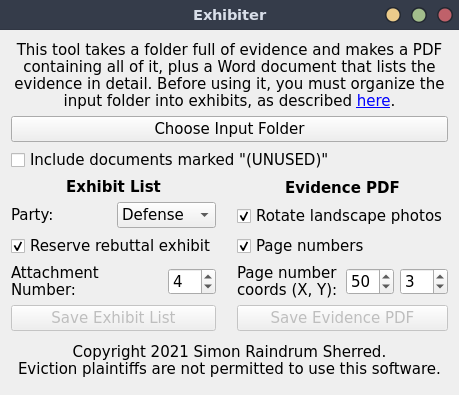 Exhibiter
This tool takes a folder full of evidence and makes a PDF
containing all of it, plus a Word document that lists the
evidence in detail. Before using it, you must organize the
input folder into exhibits, as described here.
Choose Input Folder
Include documents marked "(UNUSED)"
Exhibit List
Party: Defense
Reserve rebuttal exhibit
Attachment
Number: 4
Save Exhibit List
Evidence PDF
Rotate landscape photos
Page numbers
Page number
coords (X, Y): 50 3
Save Evidence PDF
Copyright 2021 Simon Raindrum Sherred.
Eviction plaintiffs are not permitted to use this software.